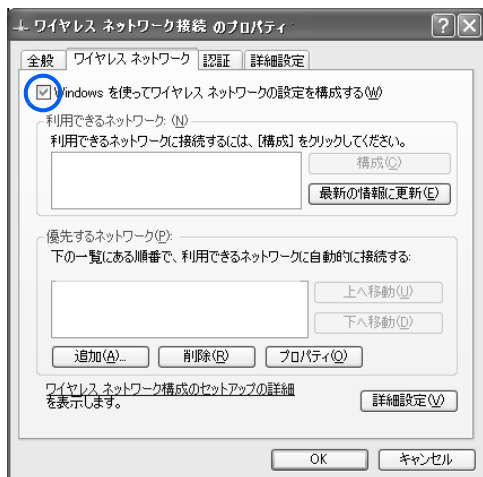 ワイヤレス ネットワーク接続 のプロパティ
全般 ワイヤレス ネットワーク 認証 詳細設定
Windows を使ってワイヤレス ネットワークの設定を構成する(W)
利用できるネットワーク: (N)
利用できるネットワークに接続するには、[構成] をクリックしてください。
構成(C)
最新の情報に更新(E)
優先するネットワーク(P):
下の一覧にある順番で、利用できるネットワークに自動的に接続する:
上へ移動(U)
下へ移動(D)
追加(A)... 削除(R) プロパティ(O)
ワイヤレス ネットワーク構成のセットアップの詳細
を表示します。
詳細設定(V)
OK キャンセル